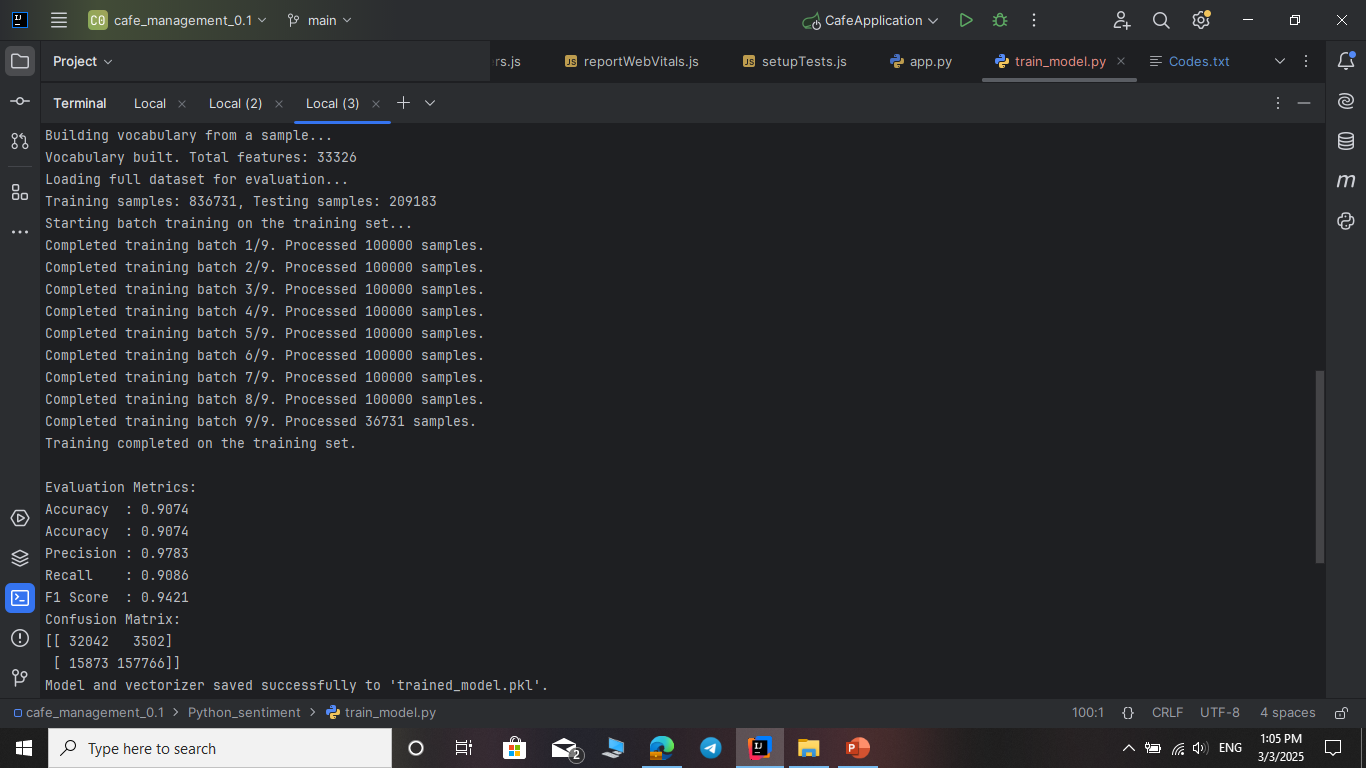 C0 cafe_management_0.1 main CafeApplication
Project rs.js reportWebVitals.js setupTests.js app.py train_model.py Codes.txt
Terminal Local Local (2) Local (3)
Building vocabulary from a sample...
Vocabulary built. Total features: 33326
Loading full dataset for evaluation...
Training samples: 836731, Testing samples: 209183
Starting batch training on the training set...
Completed training batch 1/9. Processed 100000 samples.
Completed training batch 2/9. Processed 100000 samples.
Completed training batch 3/9. Processed 100000 samples.
Completed training batch 4/9. Processed 100000 samples.
Completed training batch 5/9. Processed 100000 samples.
Completed training batch 6/9. Processed 100000 samples.
Completed training batch 7/9. Processed 100000 samples.
Completed training batch 8/9. Processed 100000 samples.
Completed training batch 9/9. Processed 36731 samples.
Training completed on the training set.
Evaluation Metrics:
Accuracy  : 0.9074
Accuracy  : 0.9074
Precision : 0.9783
Recall    : 0.9086
F1 Score  : 0.9421
Confusion Matrix:
[[ 32042   3502]
 [ 15873 157766]]
Model and vectorizer saved successfully to 'trained_model.pkl'.
cafe_management_0.1 > Python_sentiment > train_model.py 100:1 {} CRLF UTF-8 4 spaces
Type here to search 2 ENG 1:05 PM
3/3/2025